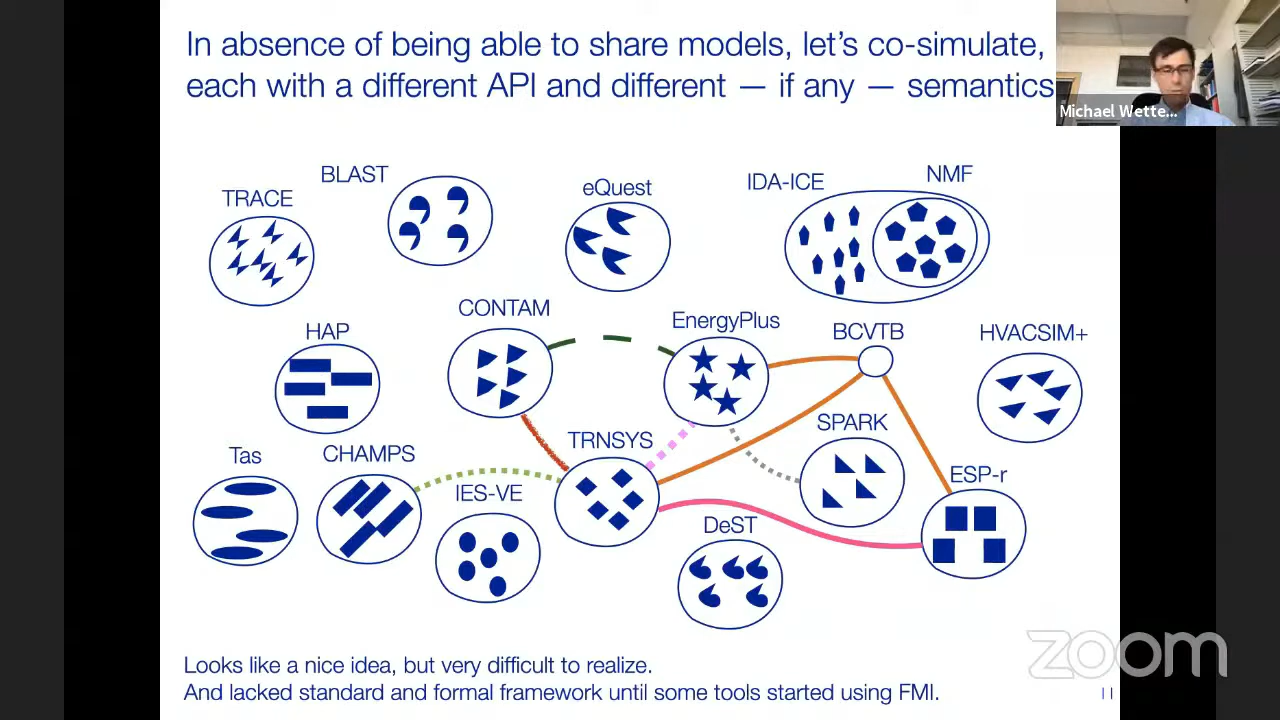 In absence of being able to share models, let's co-simulate,
each with a different API and different — if any — semantics
Michael Wette...
BLAST
TRACE
eQuest
IDA-ICE
NMF
CONTAM
EnergyPlus
BCVTB
HVACSIM+
HAP
SPARK
TRNSYS
Tas
CHAMPS
IES-VE
ESP-r
DeST
zoom
Looks like a nice idea, but very difficult to realize.
And lacked standard and formal framework until some tools started using FMI.
11